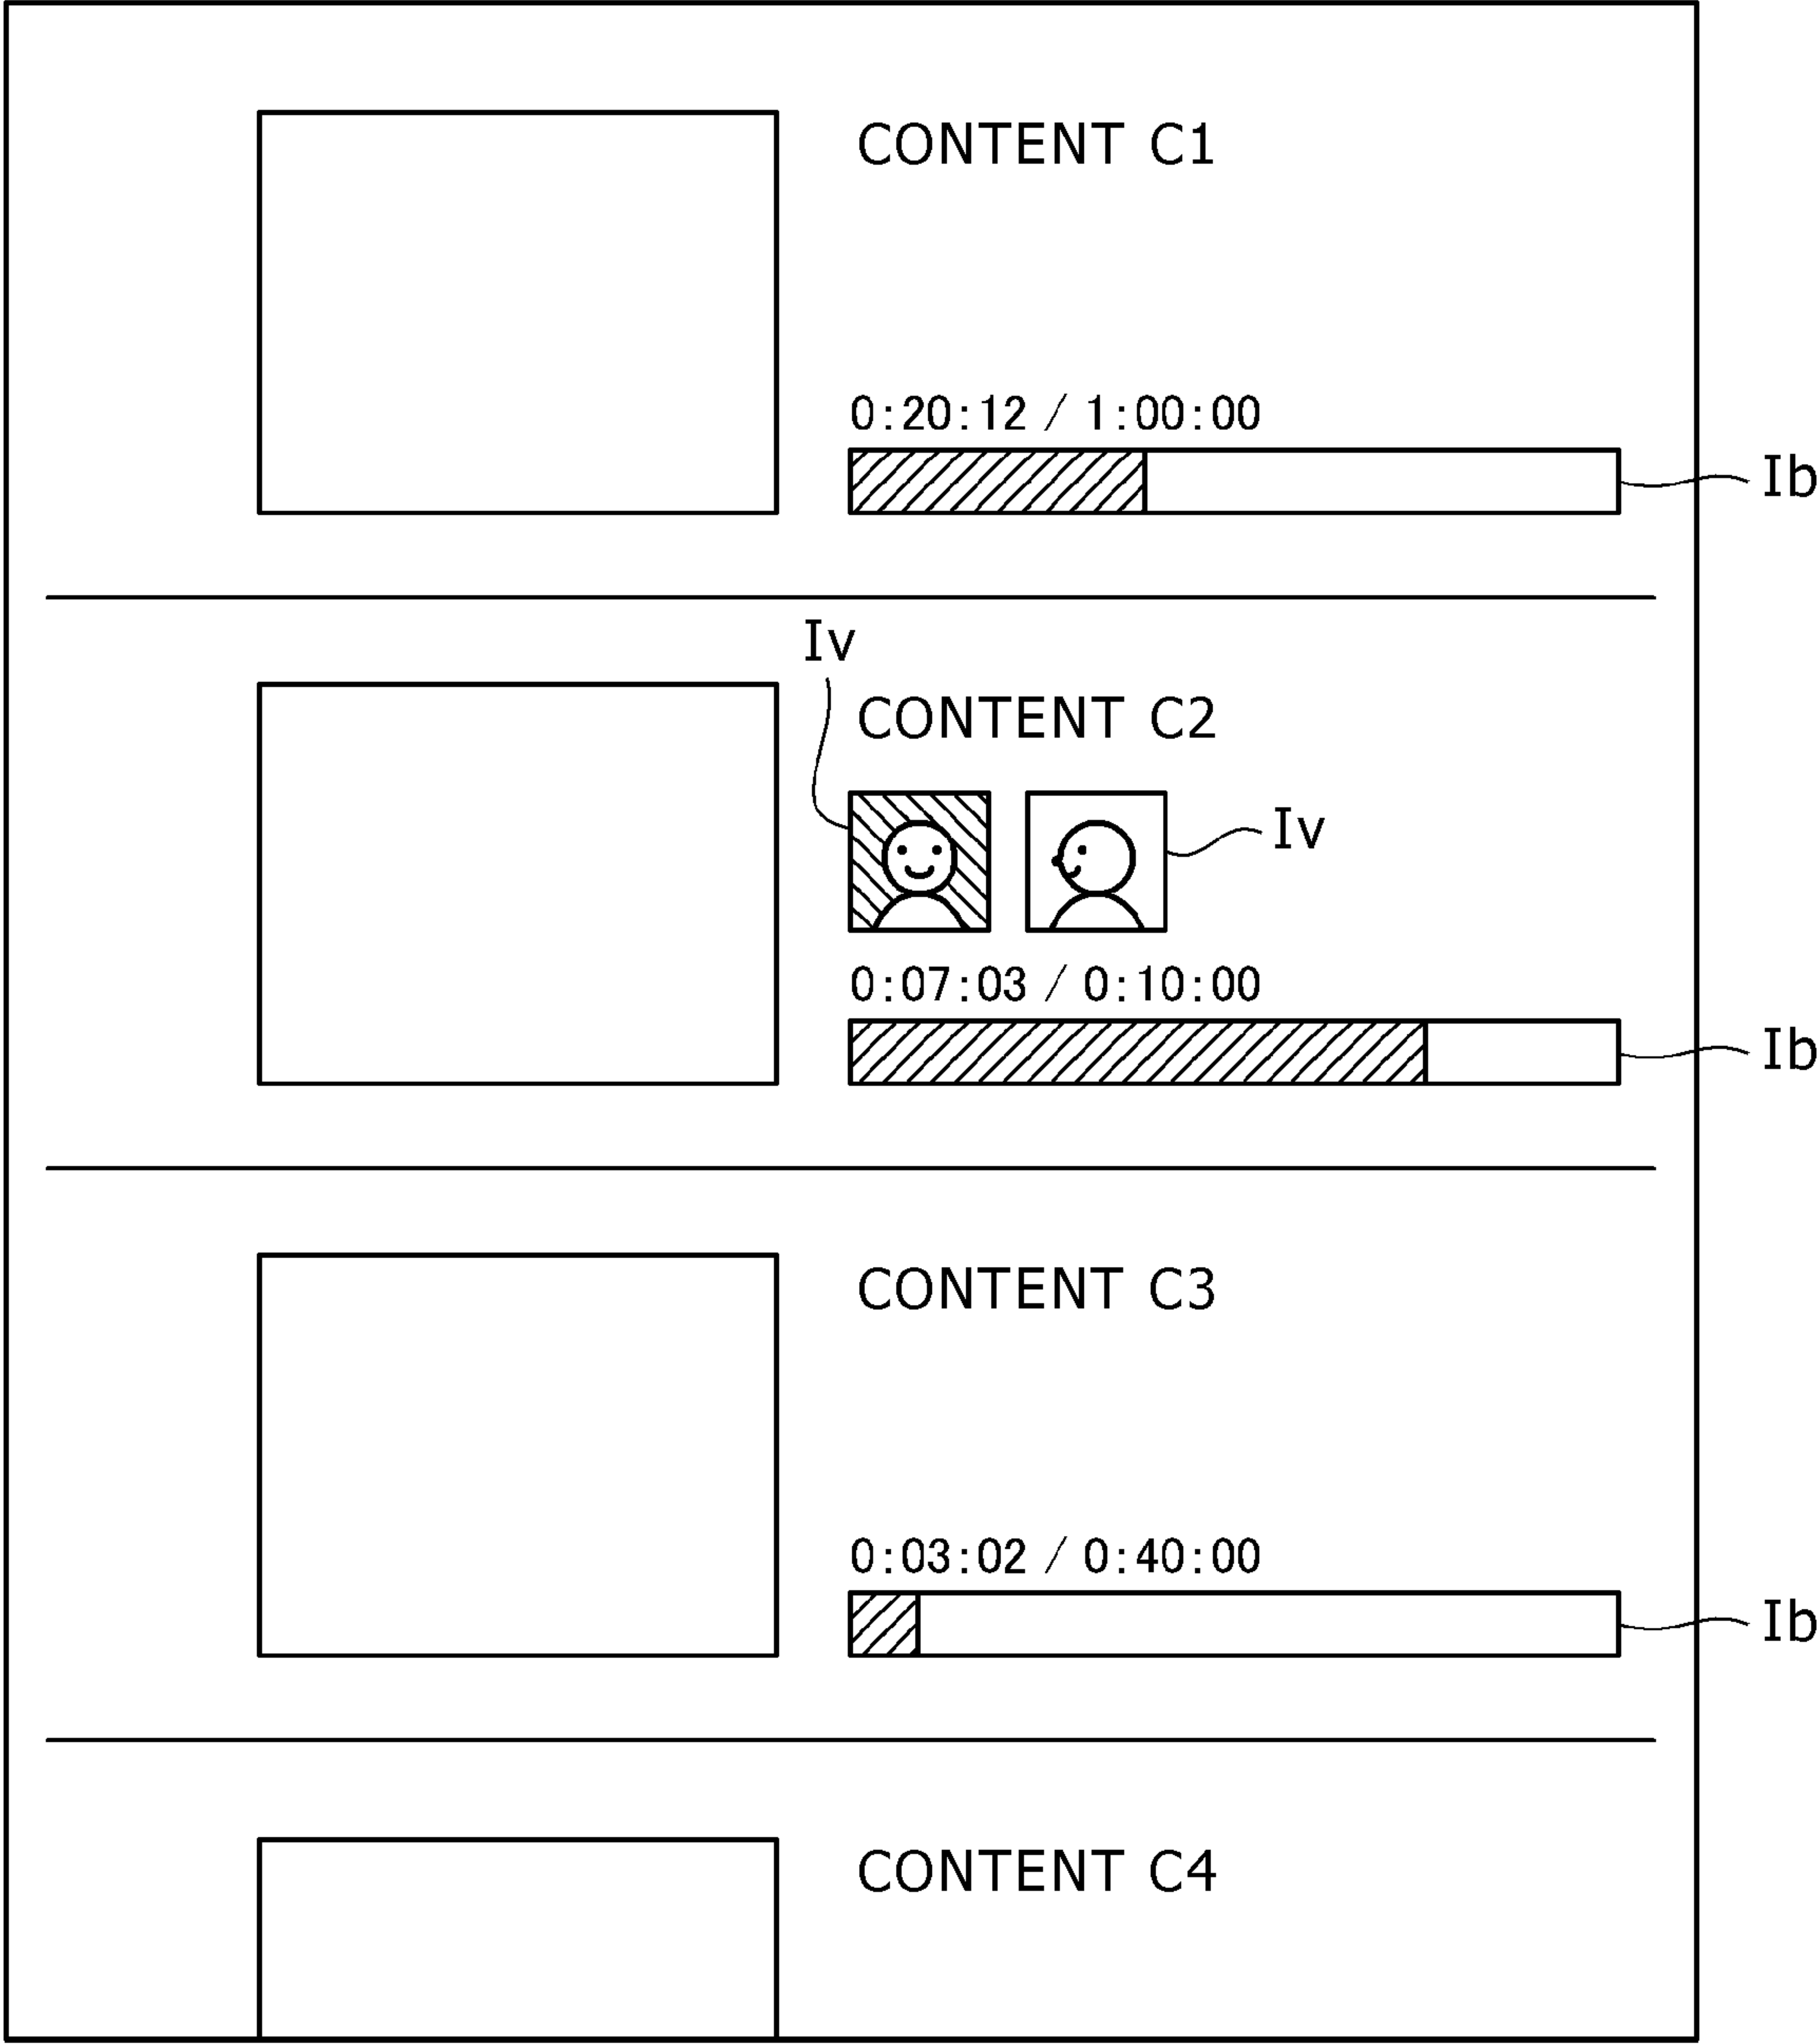 CONTENT C1
0:20:12 / 1:00:00
Ib
Iv
CONTENT C2
Iv
0:07:03 / 0:10:00
Ib
CONTENT C3
0:03:02 / 0:40:00
Ib
CONTENT C4